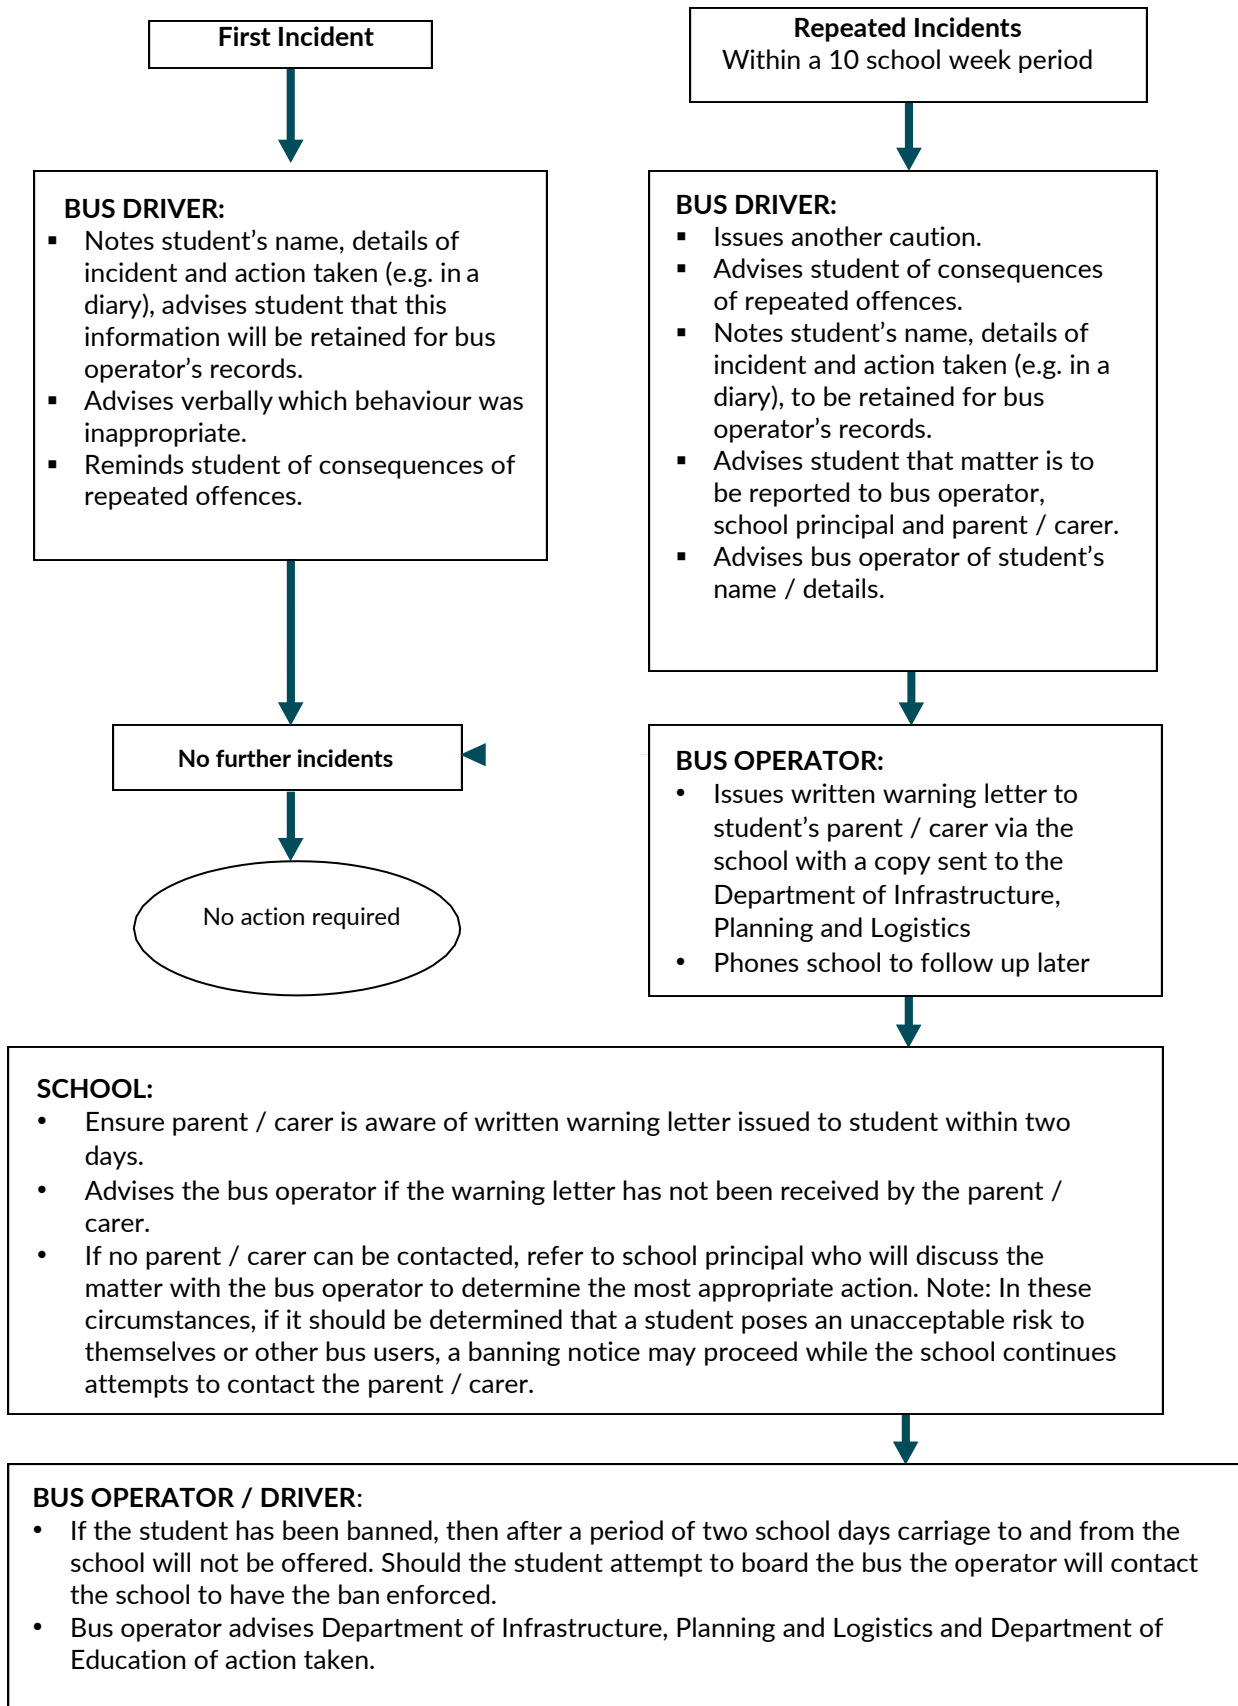 First Incident
Repeated Incidents
Within a 10 school week period
BUS DRIVER:
▪ Notes student’s name, details of
incident and action taken (e.g. in a
diary), advises student that this
information will be retained for bus
operator’s records.
▪ Advises verbally which behaviour was
inappropriate.
▪ Reminds student of consequences of
repeated offences.
BUS DRIVER:
▪ Issues another caution.
▪ Advises student of consequences
of repeated offences.
▪ Notes student’s name, details of
incident and action taken (e.g. in a
diary), to be retained for bus
operator’s records.
▪ Advises student that matter is to
be reported to bus operator,
school principal and parent / carer.
▪ Advises bus operator of student’s
name / details.
No further incidents
No action required
BUS OPERATOR:
• Issues written warning letter to
student’s parent / carer via the
school with a copy sent to the
Department of Infrastructure,
Planning and Logistics
• Phones school to follow up later
SCHOOL:
• Ensure parent / carer is aware of written warning letter issued to student within two
days.
• Advises the bus operator if the warning letter has not been received by the parent /
carer.
• If no parent / carer can be contacted, refer to school principal who will discuss the
matter with the bus operator to determine the most appropriate action. Note: In these
circumstances, if it should be determined that a student poses an unacceptable risk to
themselves or other bus users, a banning notice may proceed while the school continues
attempts to contact the parent / carer.
BUS OPERATOR / DRIVER:
• If the student has been banned, then after a period of two school days carriage to and from the
school will not be offered. Should the student attempt to board the bus the operator will contact
the school to have the ban enforced.
• Bus operator advises Department of Infrastructure, Planning and Logistics and Department of
Education of action taken.